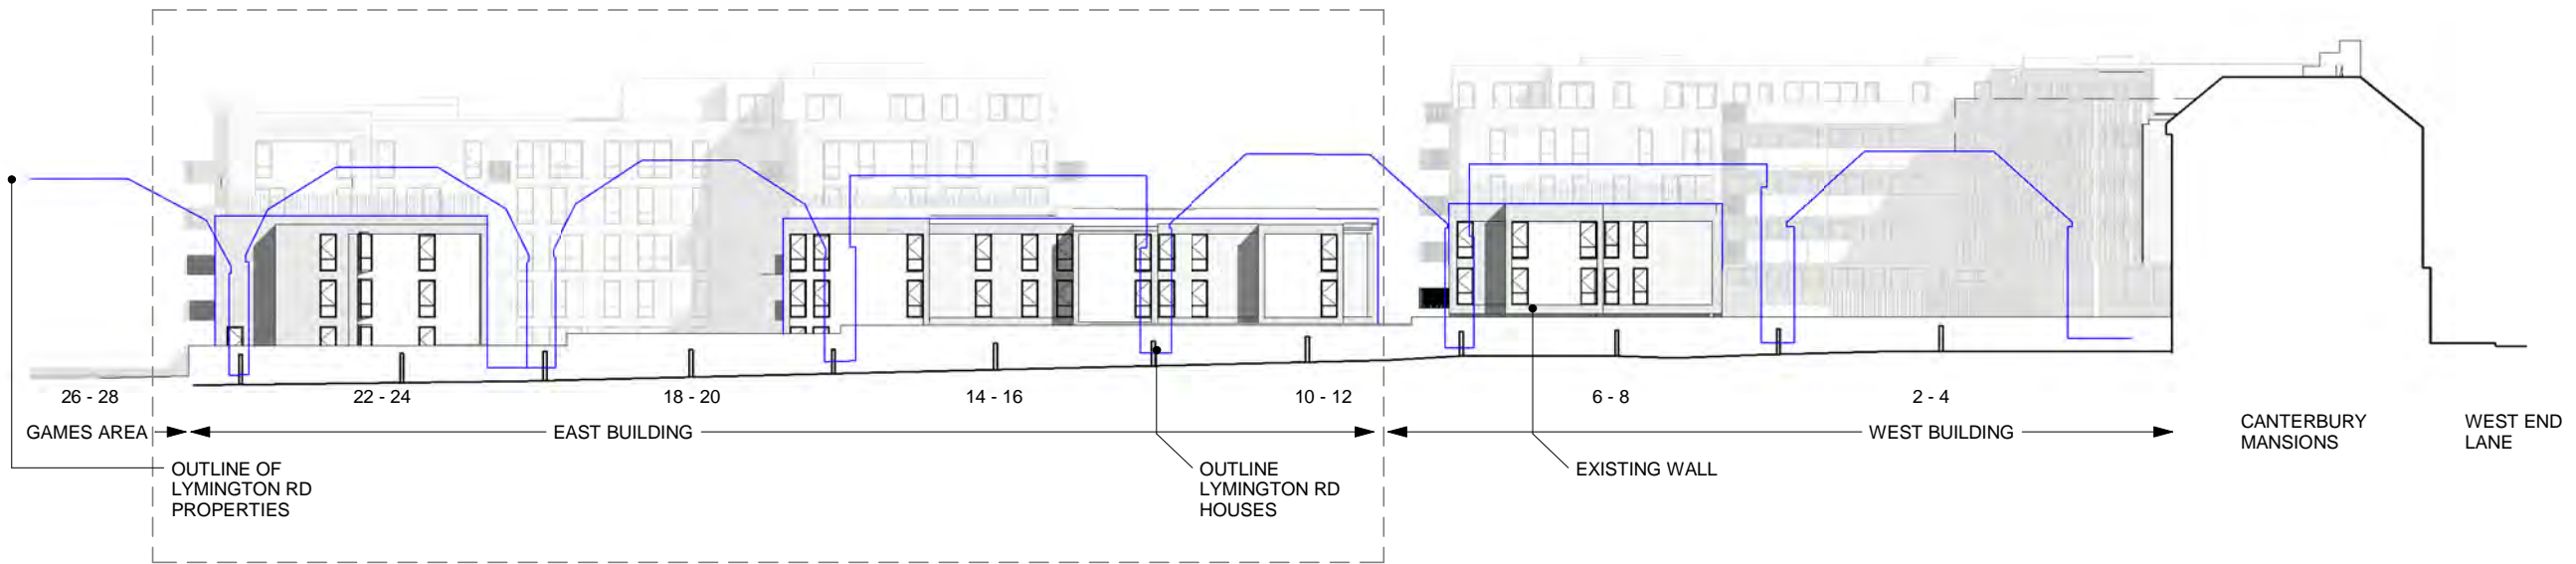 26 - 28
22 - 24
18 - 20
14 - 16
10 - 12
6 - 8
2 - 4
GAMES AREA
EAST BUILDING
WEST BUILDING
CANTERBURY
MANSIONS
WEST END
LANE
OUTLINE OF
LYMINGTON RD
PROPERTIES
OUTLINE
LYMINGTON RD
HOUSES
EXISTING WALL